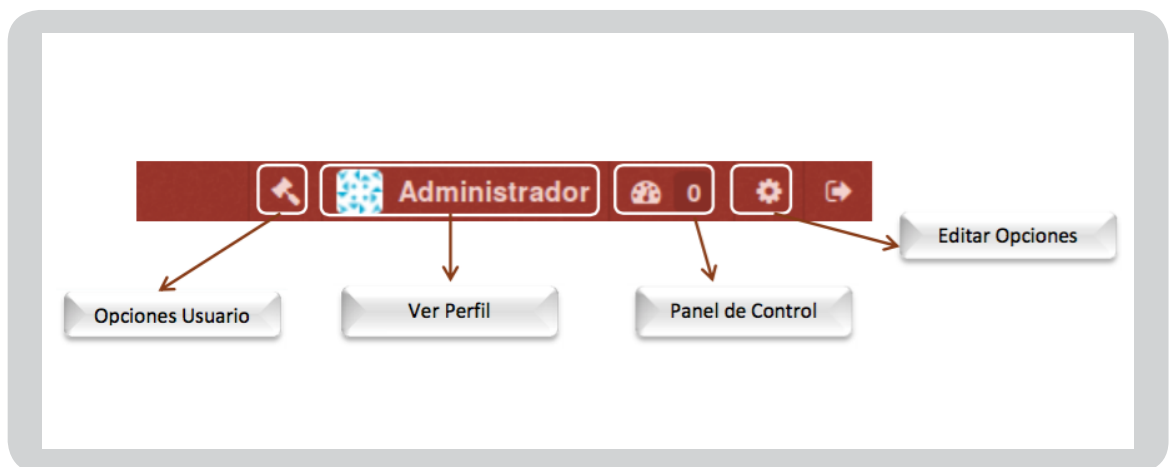 Administrador 0
Editar Opciones
Opciones Usuario
Ver Perfil
Panel de Control